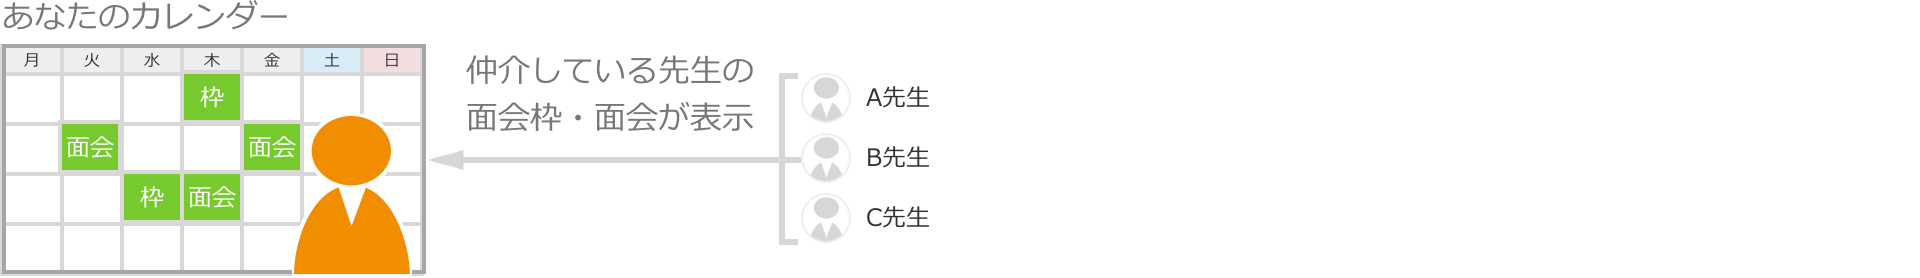 あなたのカレンダー
月 火 水 木 金 土 日
枠
面会 面会
枠 面会
仲介している先生の
面会枠・面会が表示
A先生
B先生
C先生